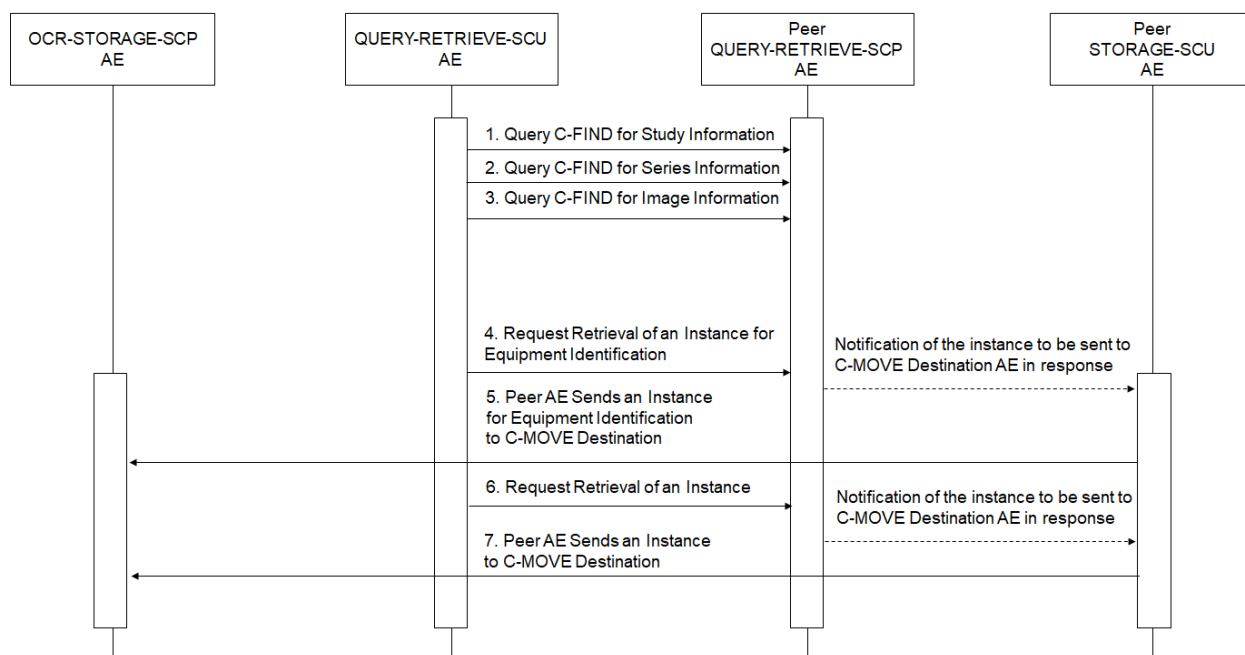 OCR-STORAGE-SCP
AE
QUERY-RETRIEVE-SCU
AE
Peer
QUERY-RETRIEVE-SCP
AE
Peer
STORAGE-SCU
AE
1. Query C-FIND for Study Information
2. Query C-FIND for Series Information
3. Query C-FIND for Image Information
4. Request Retrieval of an Instance for
Equipment Identification
Notification of the instance to be sent to
C-MOVE Destination AE in response
5. Peer AE Sends an Instance
for Equipment Identification
to C-MOVE Destination
6. Request Retrieval of an Instance
Notification of the instance to be sent to
C-MOVE Destination AE in response
7. Peer AE Sends an Instance
to C-MOVE Destination